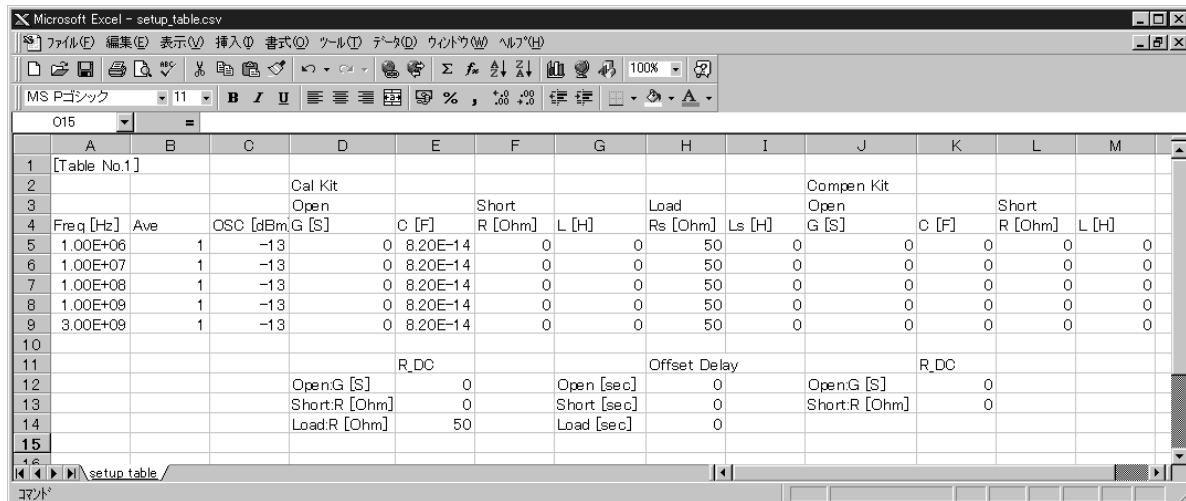 Microsoft Excel - setup_table.csv
ファイル(F) 編集(E) 表示(V) 挿入(I) 書式(O) ツール(T) データ(D) ウィンドウ(W) ヘルプ(H)
100%
MS Pゴシック 11 B I U
O15 =
A B C D E F G H I J K L M
1 [Table No.1]
2 Cal Kit Compen Kit
3 Open Short Load Open Short
4 Freq [Hz] Ave OSC [dBm] G [S] C [F] R [Ohm] L [H] Rs [Ohm] Ls [H] G [S] C [F] R [Ohm] L [H]
5 1.00E+06 1 -13 0 8.20E-14 0 0 50 0 0 0 0 0
6 1.00E+07 1 -13 0 8.20E-14 0 0 50 0 0 0 0 0
7 1.00E+08 1 -13 0 8.20E-14 0 0 50 0 0 0 0 0
8 1.00E+09 1 -13 0 8.20E-14 0 0 50 0 0 0 0 0
9 3.00E+09 1 -13 0 8.20E-14 0 0 50 0 0 0 0 0
10
11 R_DC Offset Delay R_DC
12 Open:G [S] 0 Open [sec] 0 Open:G [S] 0
13 Short:R [Ohm] 0 Short [sec] 0 Short:R [Ohm] 0
14 Load:R [Ohm] 50 Load [sec] 0
15
16
setup table
コマンド